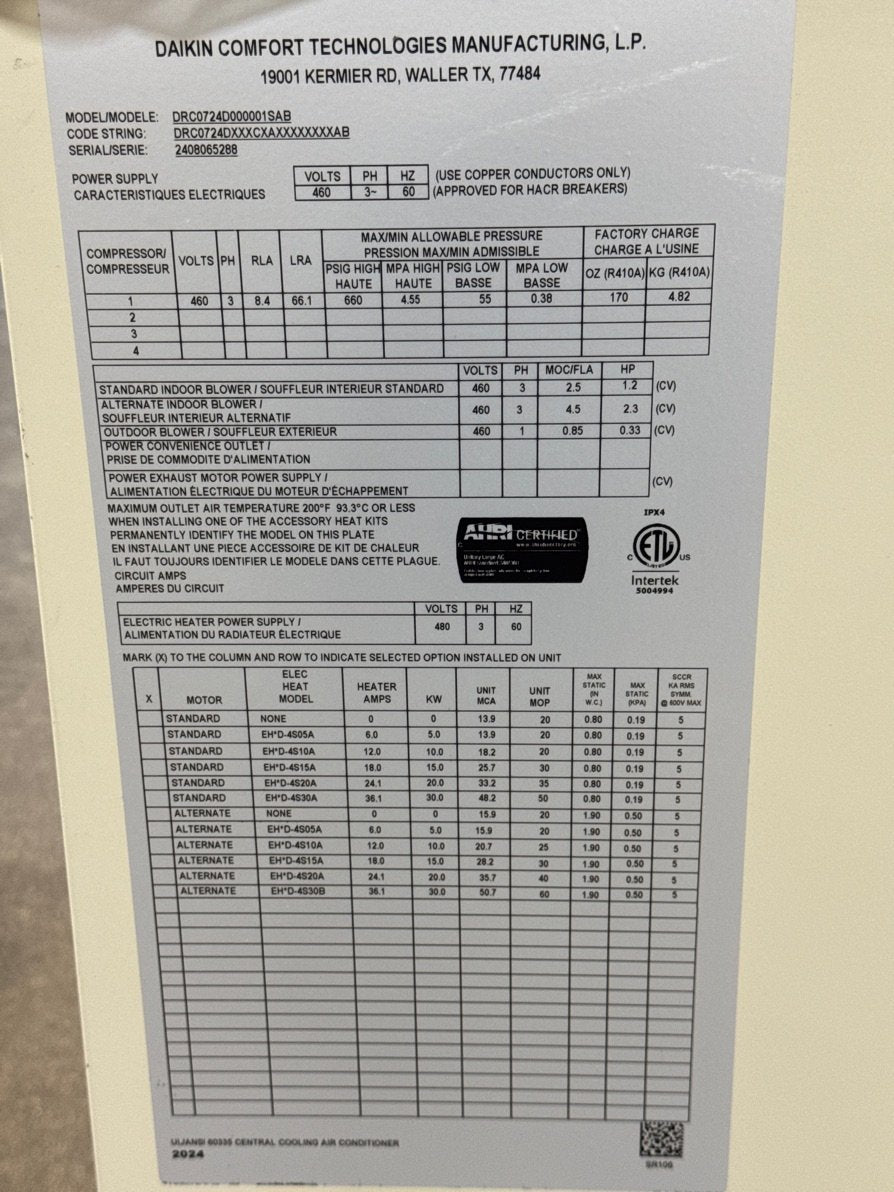 DAIKIN COMFORT TECHNOLOGIES MANUFACTURING, L.P.
19001 KERMIER RD, WALLER TX, 77484
MODEL/MODELE: DRC0724D000001SAB
CODE STRING: DRC0724DXXXCXAXXXXXXXXAB
SERIAL/SERIE: 2408065288
POWER SUPPLY
CARACTERISTIQUES ELECTRIQUES
VOLTS PH HZ (USE COPPER CONDUCTORS ONLY)
460 3~ 60 (APPROVED FOR HACR BREAKERS)
COMPRESSOR/ COMPRESSEUR VOLTS PH RLA LRA
MAX/MIN ALLOWABLE PRESSURE
PRESSION MAX/MIN ADMISSIBLE
FACTORY CHARGE
CHARGE A L'USINE
PSIG HIGH HAUTE MPA HIGH HAUTE PSIG LOW BASSE MPA LOW BASSE OZ (R410A) KG (R410A)
1 460 3 8.4 66.1 660 4.55 55 0.38 170 4.82
2
3
4
VOLTS PH MOC/FLA HP
STANDARD INDOOR BLOWER / SOUFFLEUR INTERIEUR STANDARD 460 3 2.5 1.2 (CV)
ALTERNATE INDOOR BLOWER /
SOUFFLEUR INTERIEUR ALTERNATIF 460 3 4.5 2.3 (CV)
OUTDOOR BLOWER / SOUFFLEUR EXTERIEUR 460 1 0.85 0.33 (CV)
POWER CONVENIENCE OUTLET /
PRISE DE COMMODITE D'ALIMENTATION
POWER EXHAUST MOTOR POWER SUPPLY /
ALIMENTATION ÉLECTRIQUE DU MOTEUR D'ÉCHAPPEMENT (CV)
MAXIMUM OUTLET AIR TEMPERATURE 200°F 93.3°C OR LESS
WHEN INSTALLING ONE OF THE ACCESSORY HEAT KITS
PERMANENTLY IDENTIFY THE MODEL ON THIS PLATE
EN INSTALLANT UNE PIECE ACCESSOIRE DE KIT DE CHALEUR
IL FAUT TOUJOURS IDENTIFIER LE MODELE DANS CETTE PLAGUE.
CIRCUIT AMPS
AMPERES DU CIRCUIT
AHRI CERTIFIED
www.ahridirectory.org
Unitary Large AC
IPX4
C ETL US
LISTED
Intertek
5004994
VOLTS PH HZ
ELECTRIC HEATER POWER SUPPLY /
ALIMENTATION DU RADIATEUR ÉLECTRIQUE 480 3 60
MARK (X) TO THE COLUMN AND ROW TO INDICATE SELECTED OPTION INSTALLED ON UNIT
X MOTOR ELEC HEAT MODEL HEATER AMPS KW UNIT MCA UNIT MOP MAX STATIC (IN W.C.) MAX STATIC (KPA) SCCR KA RMS SYMM. @ 600V MAX
STANDARD NONE 0 0 13.9 20 0.80 0.19 5
STANDARD EH*D-4S05A 6.0 5.0 13.9 20 0.80 0.19 5
STANDARD EH*D-4S10A 12.0 10.0 18.2 20 0.80 0.19 5
STANDARD EH*D-4S15A 18.0 15.0 25.7 30 0.80 0.19 5
STANDARD EH*D-4S20A 24.1 20.0 33.2 35 0.80 0.19 5
STANDARD EH*D-4S30A 36.1 30.0 48.2 50 0.80 0.19 5
ALTERNATE NONE 0 0 15.9 20 1.90 0.50 5
ALTERNATE EH*D-4S05A 6.0 5.0 15.9 20 1.90 0.50 5
ALTERNATE EH*D-4S10A 12.0 10.0 20.7 25 1.90 0.50 5
ALTERNATE EH*D-4S15A 18.0 15.0 28.2 30 1.90 0.50 5
ALTERNATE EH*D-4S20A 24.1 20.0 35.7 40 1.90 0.50 5
ALTERNATE EH*D-4S30B 36.1 30.0 50.7 60 1.90 0.50 5
UL/ANSI 60335 CENTRAL COOLING AIR CONDITIONER
2024
SR106